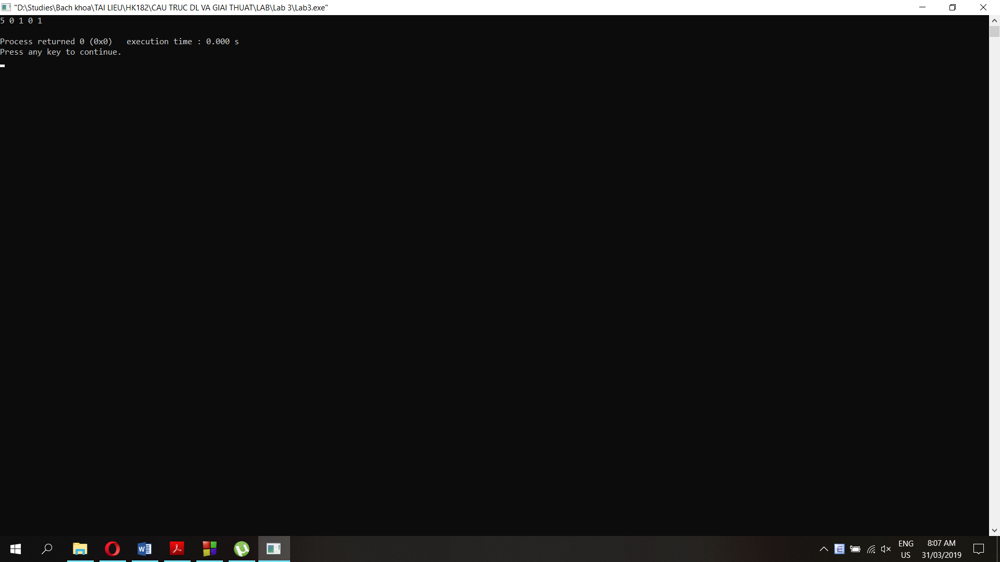 "D:\Studies\Bach khoa\TAI LIEU\HK182\CAU TRUC DL VA GIAI THUAT\LAB\Lab 3\Lab3.exe"
5 0 1 0 1
Process returned 0 (0x0)   execution time : 0.000 s
Press any key to continue.
ENG
US
8:07 AM
31/03/2019